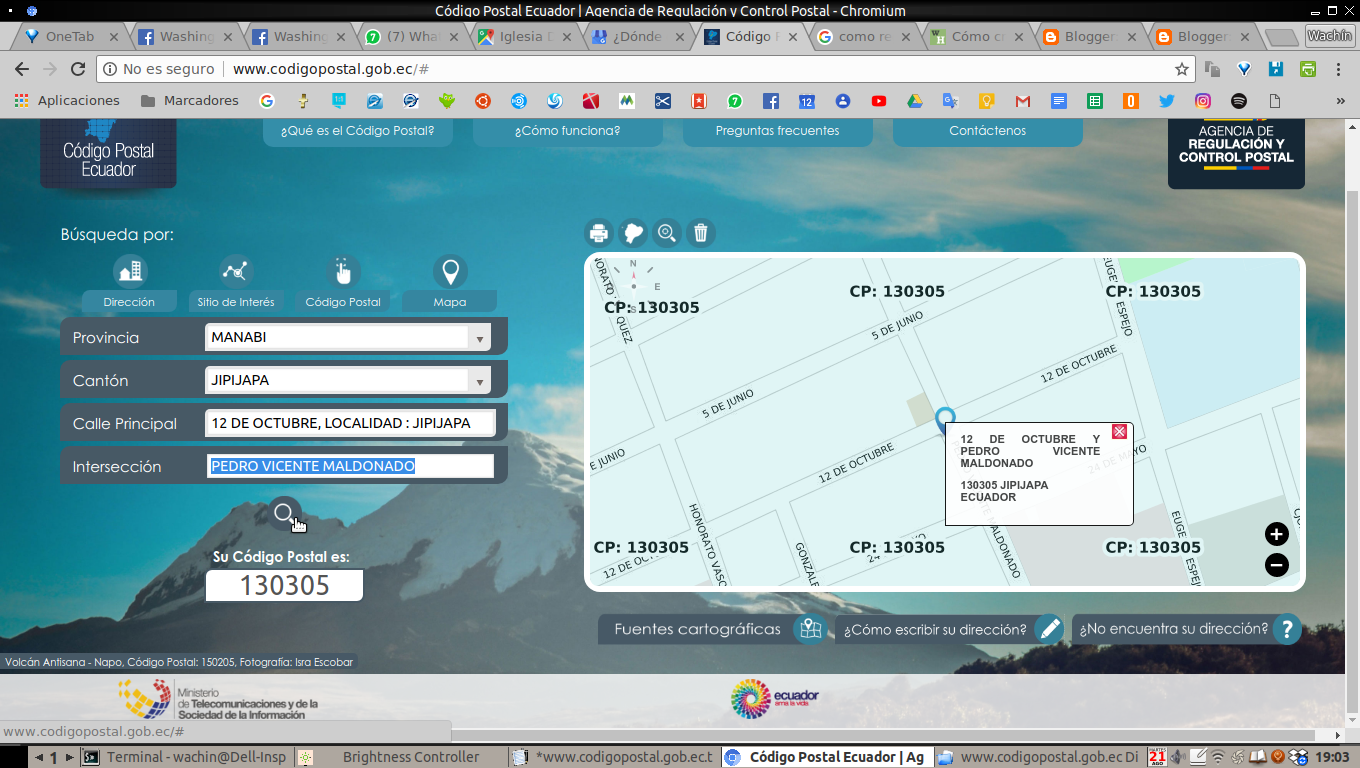 Código Postal Ecuador | Agencia de Regulación y Control Postal - Chromium
OneTab
Washing
Washing
(7) What
Iglesia D
¿Dónde
Código P
como re
Cómo c
Blogger:
Blogger:
Wachín
No es seguro
www.codigopostal.gob.ec/#
Aplicaciones
Marcadores
»
Código Postal
Ecuador
¿Qué es el Código Postal?
¿Cómo funciona?
Preguntas frecuentes
Contáctenos
AGENCIA DE
REGULACIÓN Y
CONTROL POSTAL
Búsqueda por:
Dirección
Sitio de Interés
Código Postal
Mapa
Provincia
MANABI
Cantón
JIPIJAPA
Calle Principal
12 DE OCTUBRE, LOCALIDAD : JIPIJAPA
Intersección
PEDRO VICENTE MALDONADO
Su Código Postal es:
130305
N
E
S
CP: 130305
CP: 130305
CP: 130305
5 DE JUNIO
12 DE OCTUBRE
5 DE JUNIO
E JUNIO
12 DE OCTUBRE
24 DE MAYO
12 DE OCTUBRE Y
PEDRO VICENTE
MALDONADO
130305 JIPIJAPA
ECUADOR
HONORATO VASQ
GONZALE
MALDONADO
EUGE
ESPEJO
EUGE
ESPEJ
CP: 130305
CP: 130305
CP: 130305
12 DE OC
Fuentes cartográficas
¿Cómo escribir su dirección?
¿No encuentra su dirección?
?
Volcán Antisana - Napo, Código Postal: 150205, Fotografía: Isra Escobar
Ministerio
de Telecomunicaciones y de la
Sociedad de la Información
ecuador
ama la vida
www.codigopostal.gob.ec/#
1
Terminal - wachin@Dell-Insp
Brightness Controller
*www.codigopostal.gob.ec.t
Código Postal Ecuador | Ag
www.codigopostal.gob.ec Di
MARTES
21
AGO
19:03